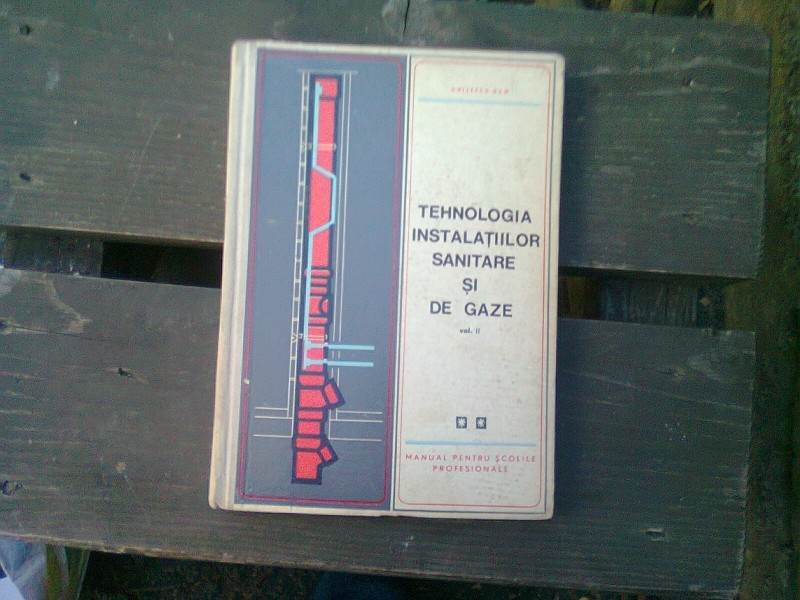 TEHNOLOGIA
INSTALAȚIILOR
SANITARE
ȘI
DE GAZE
vol. II
MANUAL PENTRU ȘCOLILE
PROFESIONALE